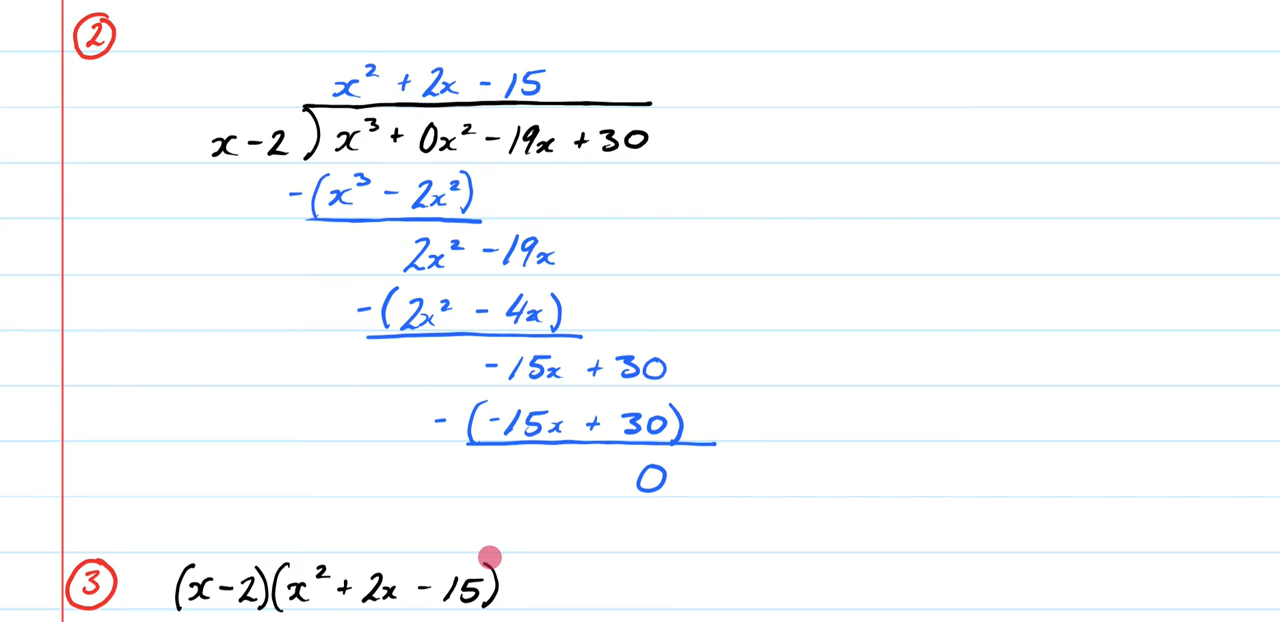 ②
x² + 2x - 15
x - 2 ) x³ + 0x² - 19x + 30
- (x³ - 2x²)
2x² - 19x
- (2x² - 4x)
- 15x + 30
- (-15x + 30)
0
③ (x - 2)(x² + 2x - 15)